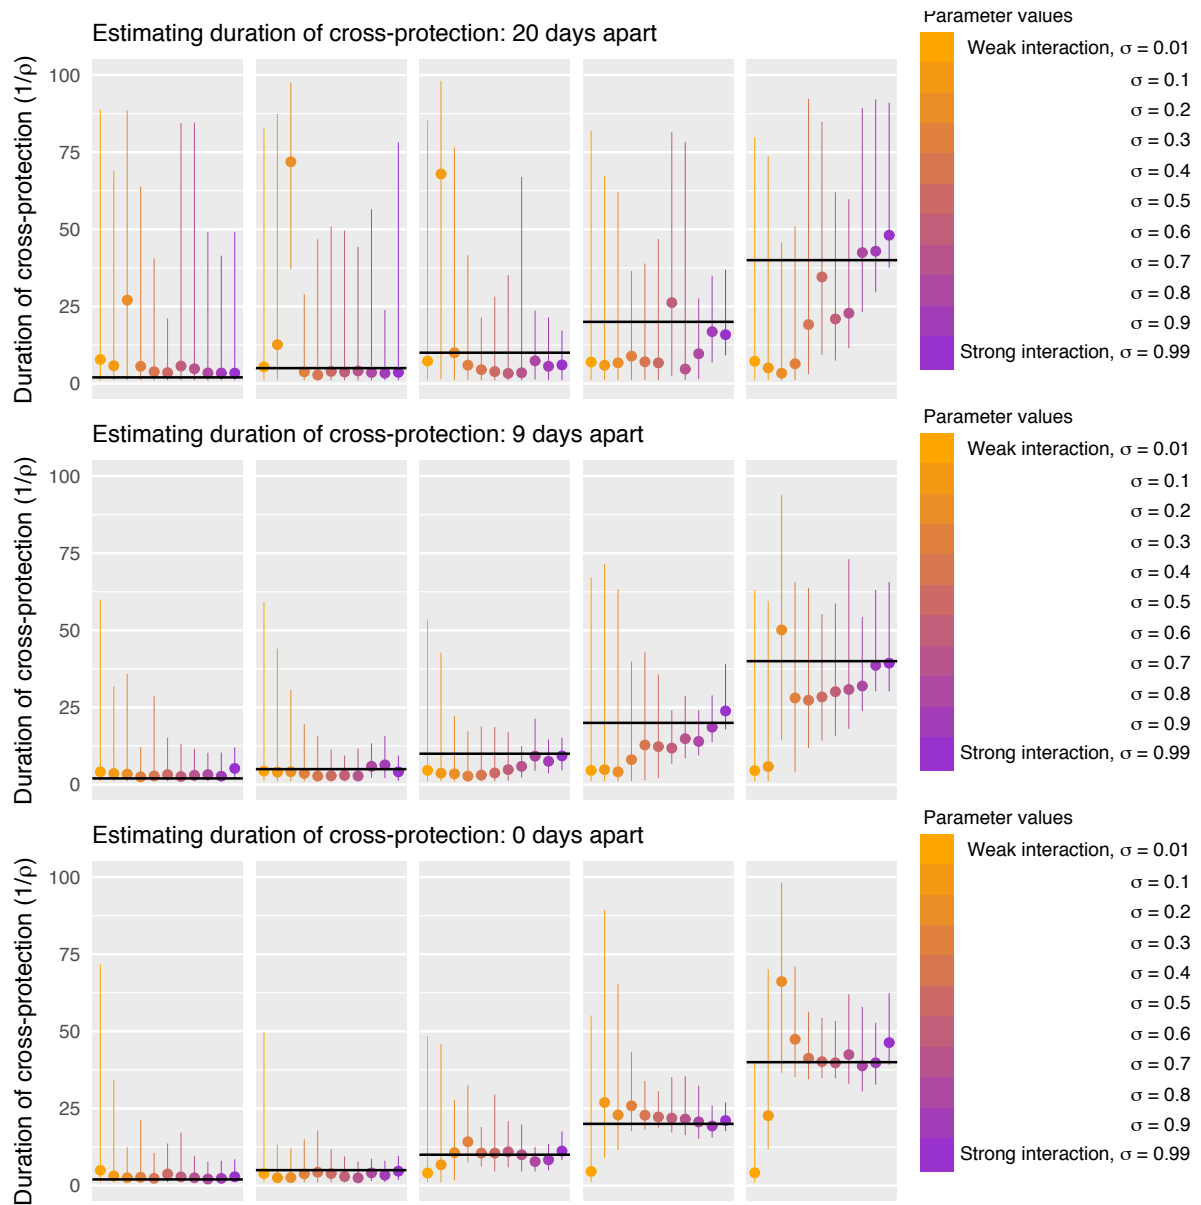 Estimating duration of cross-protection: 20 days apart
Duration of cross-protection (1/ρ)
100
75
50
25
0
Parameter values
Weak interaction, σ = 0.01
σ = 0.1
σ = 0.2
σ = 0.3
σ = 0.4
σ = 0.5
σ = 0.6
σ = 0.7
σ = 0.8
σ = 0.9
Strong interaction, σ = 0.99
Estimating duration of cross-protection: 9 days apart
Duration of cross-protection (1/ρ)
100
75
50
25
0
Parameter values
Weak interaction, σ = 0.01
σ = 0.1
σ = 0.2
σ = 0.3
σ = 0.4
σ = 0.5
σ = 0.6
σ = 0.7
σ = 0.8
σ = 0.9
Strong interaction, σ = 0.99
Estimating duration of cross-protection: 0 days apart
Duration of cross-protection (1/ρ)
100
75
50
25
0
Parameter values
Weak interaction, σ = 0.01
σ = 0.1
σ = 0.2
σ = 0.3
σ = 0.4
σ = 0.5
σ = 0.6
σ = 0.7
σ = 0.8
σ = 0.9
Strong interaction, σ = 0.99